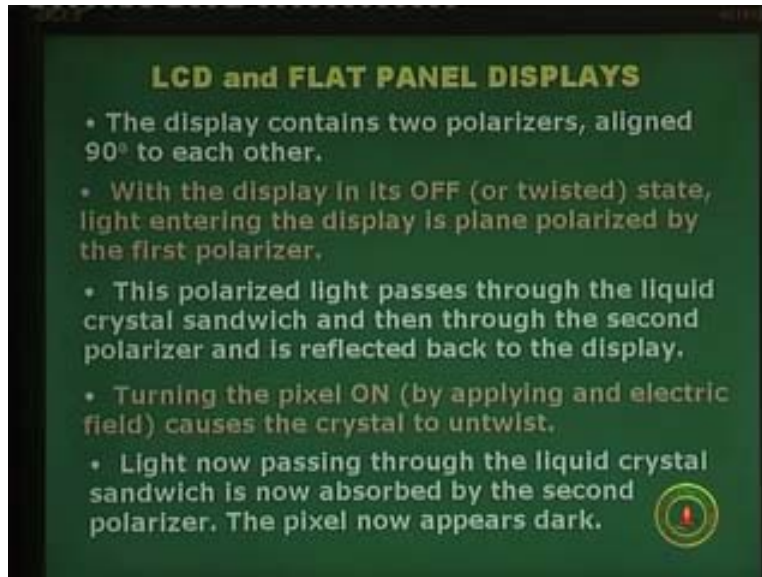 LCD and FLAT PANEL DISPLAYS
• The display contains two polarizers, aligned
90° to each other.
• With the display in its OFF (or twisted) state,
light entering the display is plane polarized by
the first polarizer.
• This polarized light passes through the liquid
crystal sandwich and then through the second
polarizer and is reflected back to the display.
• Turning the pixel ON (by applying and electric
field) causes the crystal to untwist.
• Light now passing through the liquid crystal
sandwich is now absorbed by the second
polarizer. The pixel now appears dark.